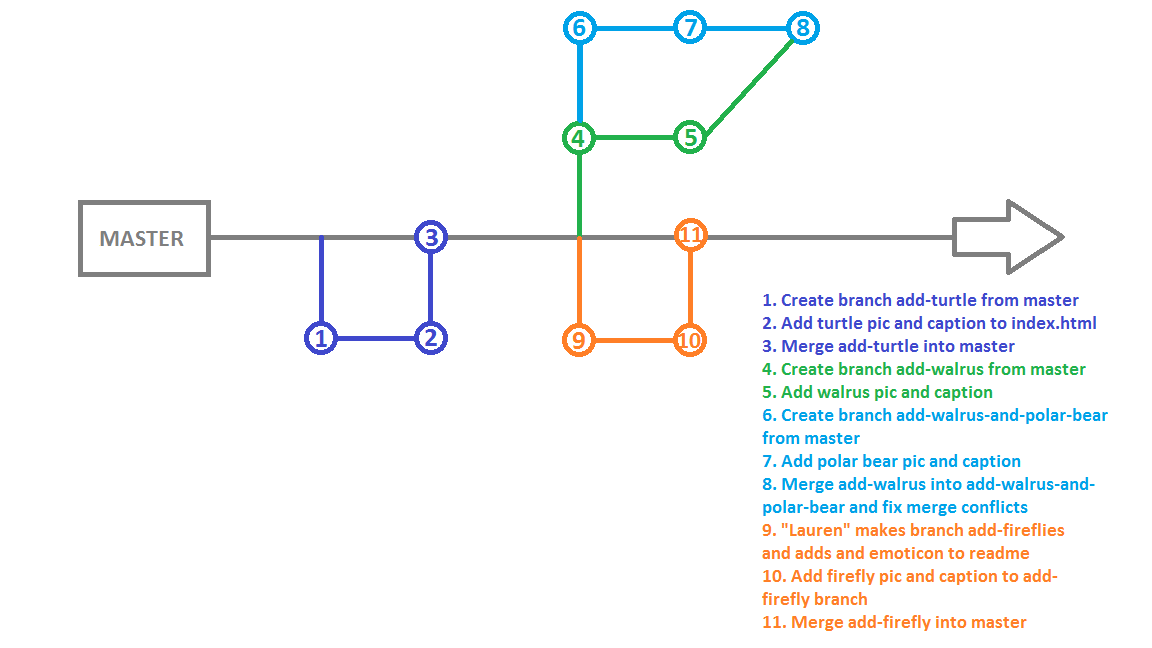 6 7 8
4 5
MASTER 3 11
1 2 9 10
1. Create branch add-turtle from master
2. Add turtle pic and caption to index.html
3. Merge add-turtle into master
4. Create branch add-walrus from master
5. Add walrus pic and caption
6. Create branch add-walrus-and-polar-bear
from master
7. Add polar bear pic and caption
8. Merge add-walrus into add-walrus-and-
polar-bear and fix merge conflicts
9. "Lauren" makes branch add-fireflies
and adds and emoticon to readme
10. Add firefly pic and caption to add-
firefly branch
11. Merge add-firefly into master